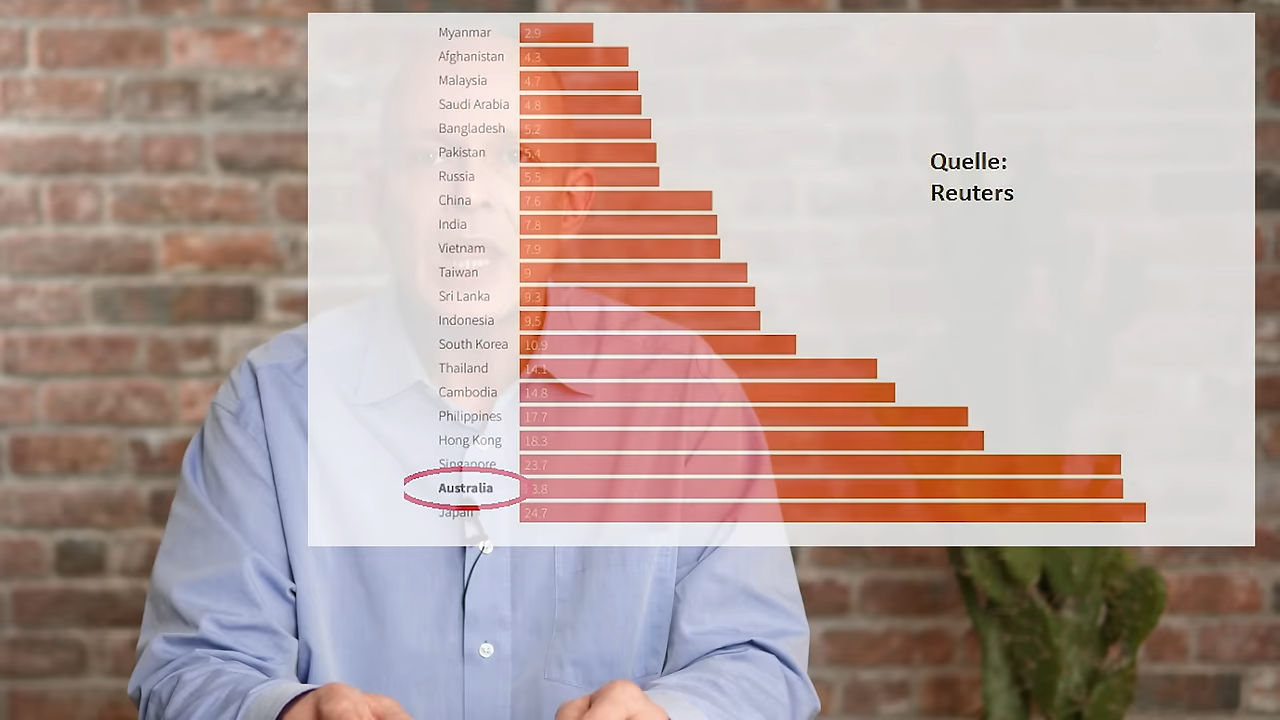 Myanmar 2.9
Afghanistan 4.3
Malaysia 4.7
Saudi Arabia 4.8
Bangladesh 5.2
Pakistan 5.4
Russia 5.5
China 7.6
India 7.8
Vietnam 7.9
Taiwan 9
Sri Lanka 9.3
Indonesia 9.5
South Korea 10.9
Thailand 14.1
Cambodia 14.8
Philippines 17.7
Hong Kong 18.3
Singapore 23.7
Australia
Japan 24.7
Quelle:
Reuters